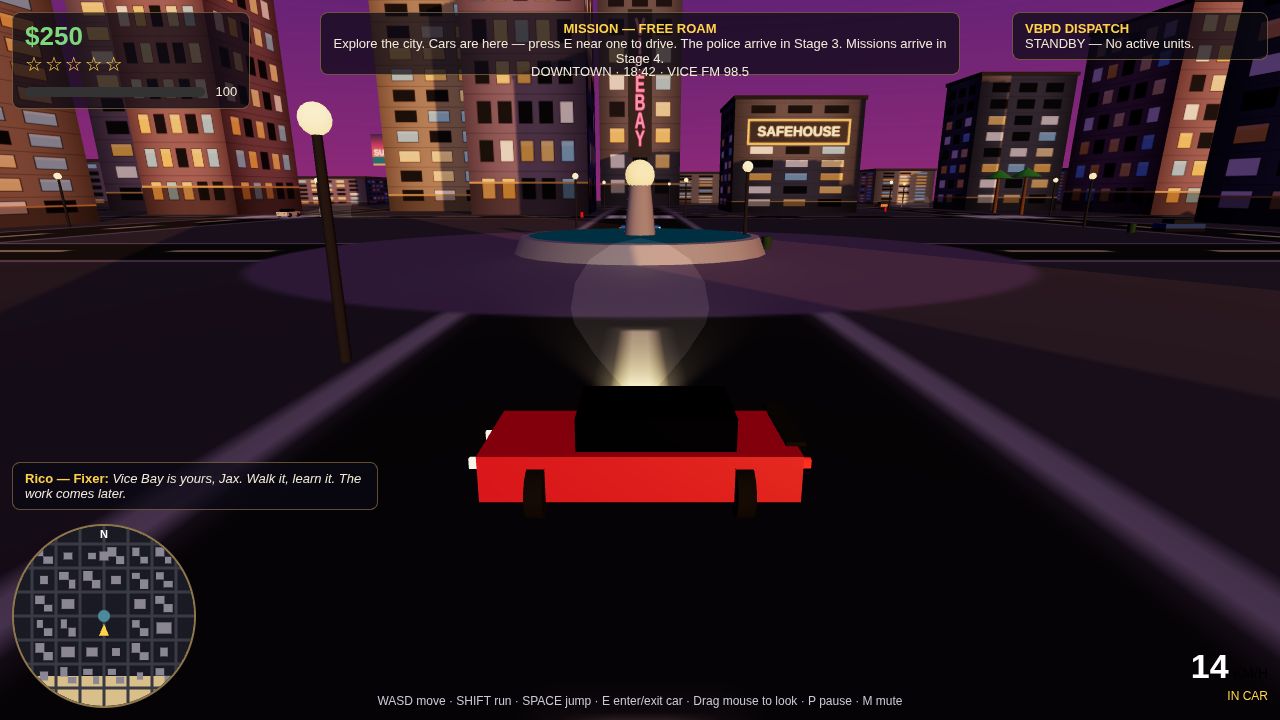 $250
☆☆☆☆☆
100
MISSION — FREE ROAM
Explore the city. Cars are here — press E near one to drive. The police arrive in Stage 3. Missions arrive in
Stage 4.
DOWNTOWN · 18:42 · VICE FM 98.5
VBPD DISPATCH
STANDBY — No active units.
E
BAY
SAFEHOUSE
Rico — Fixer: Vice Bay is yours, Jax. Walk it, learn it. The
work comes later.
N
14 KM/H
IN CAR
WASD move · SHIFT run · SPACE jump · E enter/exit car · Drag mouse to look · P pause · M mute